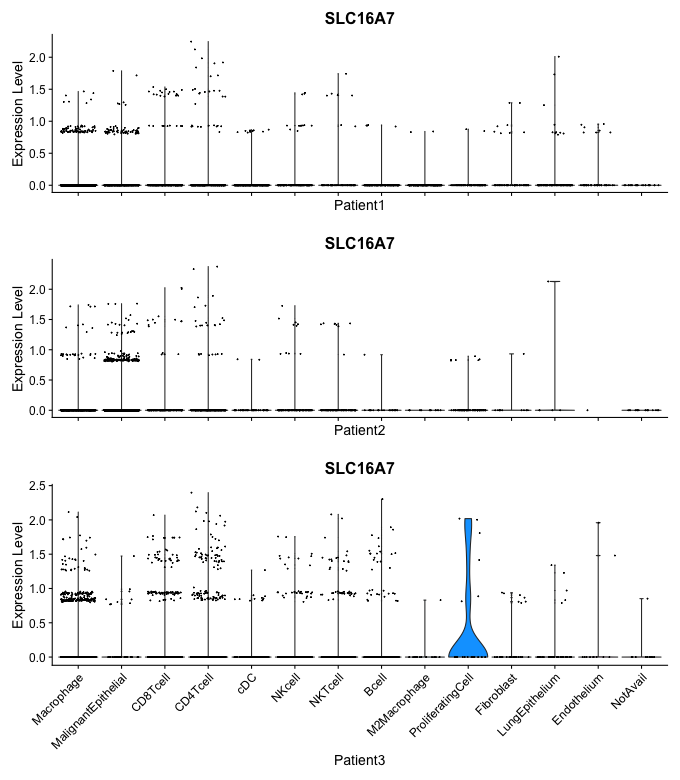 SLC16A7
Expression Level
2.0
1.5
1.0
0.5
0.0
Patient1
SLC16A7
Expression Level
2.0
1.5
1.0
0.5
0.0
Patient2
SLC16A7
Expression Level
2.5
2.0
1.5
1.0
0.5
0.0
Macrophage
MalignantEpithelial
CD8Tcell
CD4Tcell
cDC
NKcell
NKTcell
Bcell
M2Macrophage
ProliferatingCell
Fibroblast
LungEpithelium
Endothelium
NotAvail
Patient3